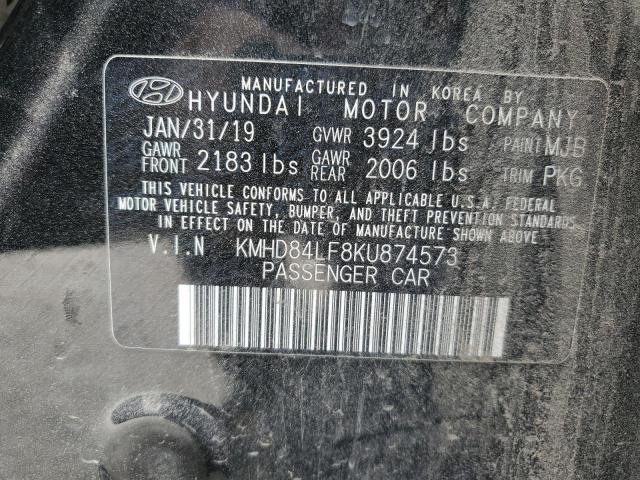 MANUFACTURED IN KOREA BY
HYUNDAI MOTOR COMPANY
JAN/31/19 GVWR 3924 lbs PAINT MJB
GAWR FRONT 2183 lbs GAWR REAR 2006 lbs TRIM PKG
THIS VEHICLE CONFORMS TO ALL APPLICABLE U.S.A. FEDERAL
MOTOR VEHICLE SAFETY, BUMPER, AND THEFT PREVENTION STANDARDS
IN EFFECT ON THE DATE OF MANUFACTURE SHOWN ABOVE.
V.I.N KMHD84LF8KU874573
PASSENGER CAR